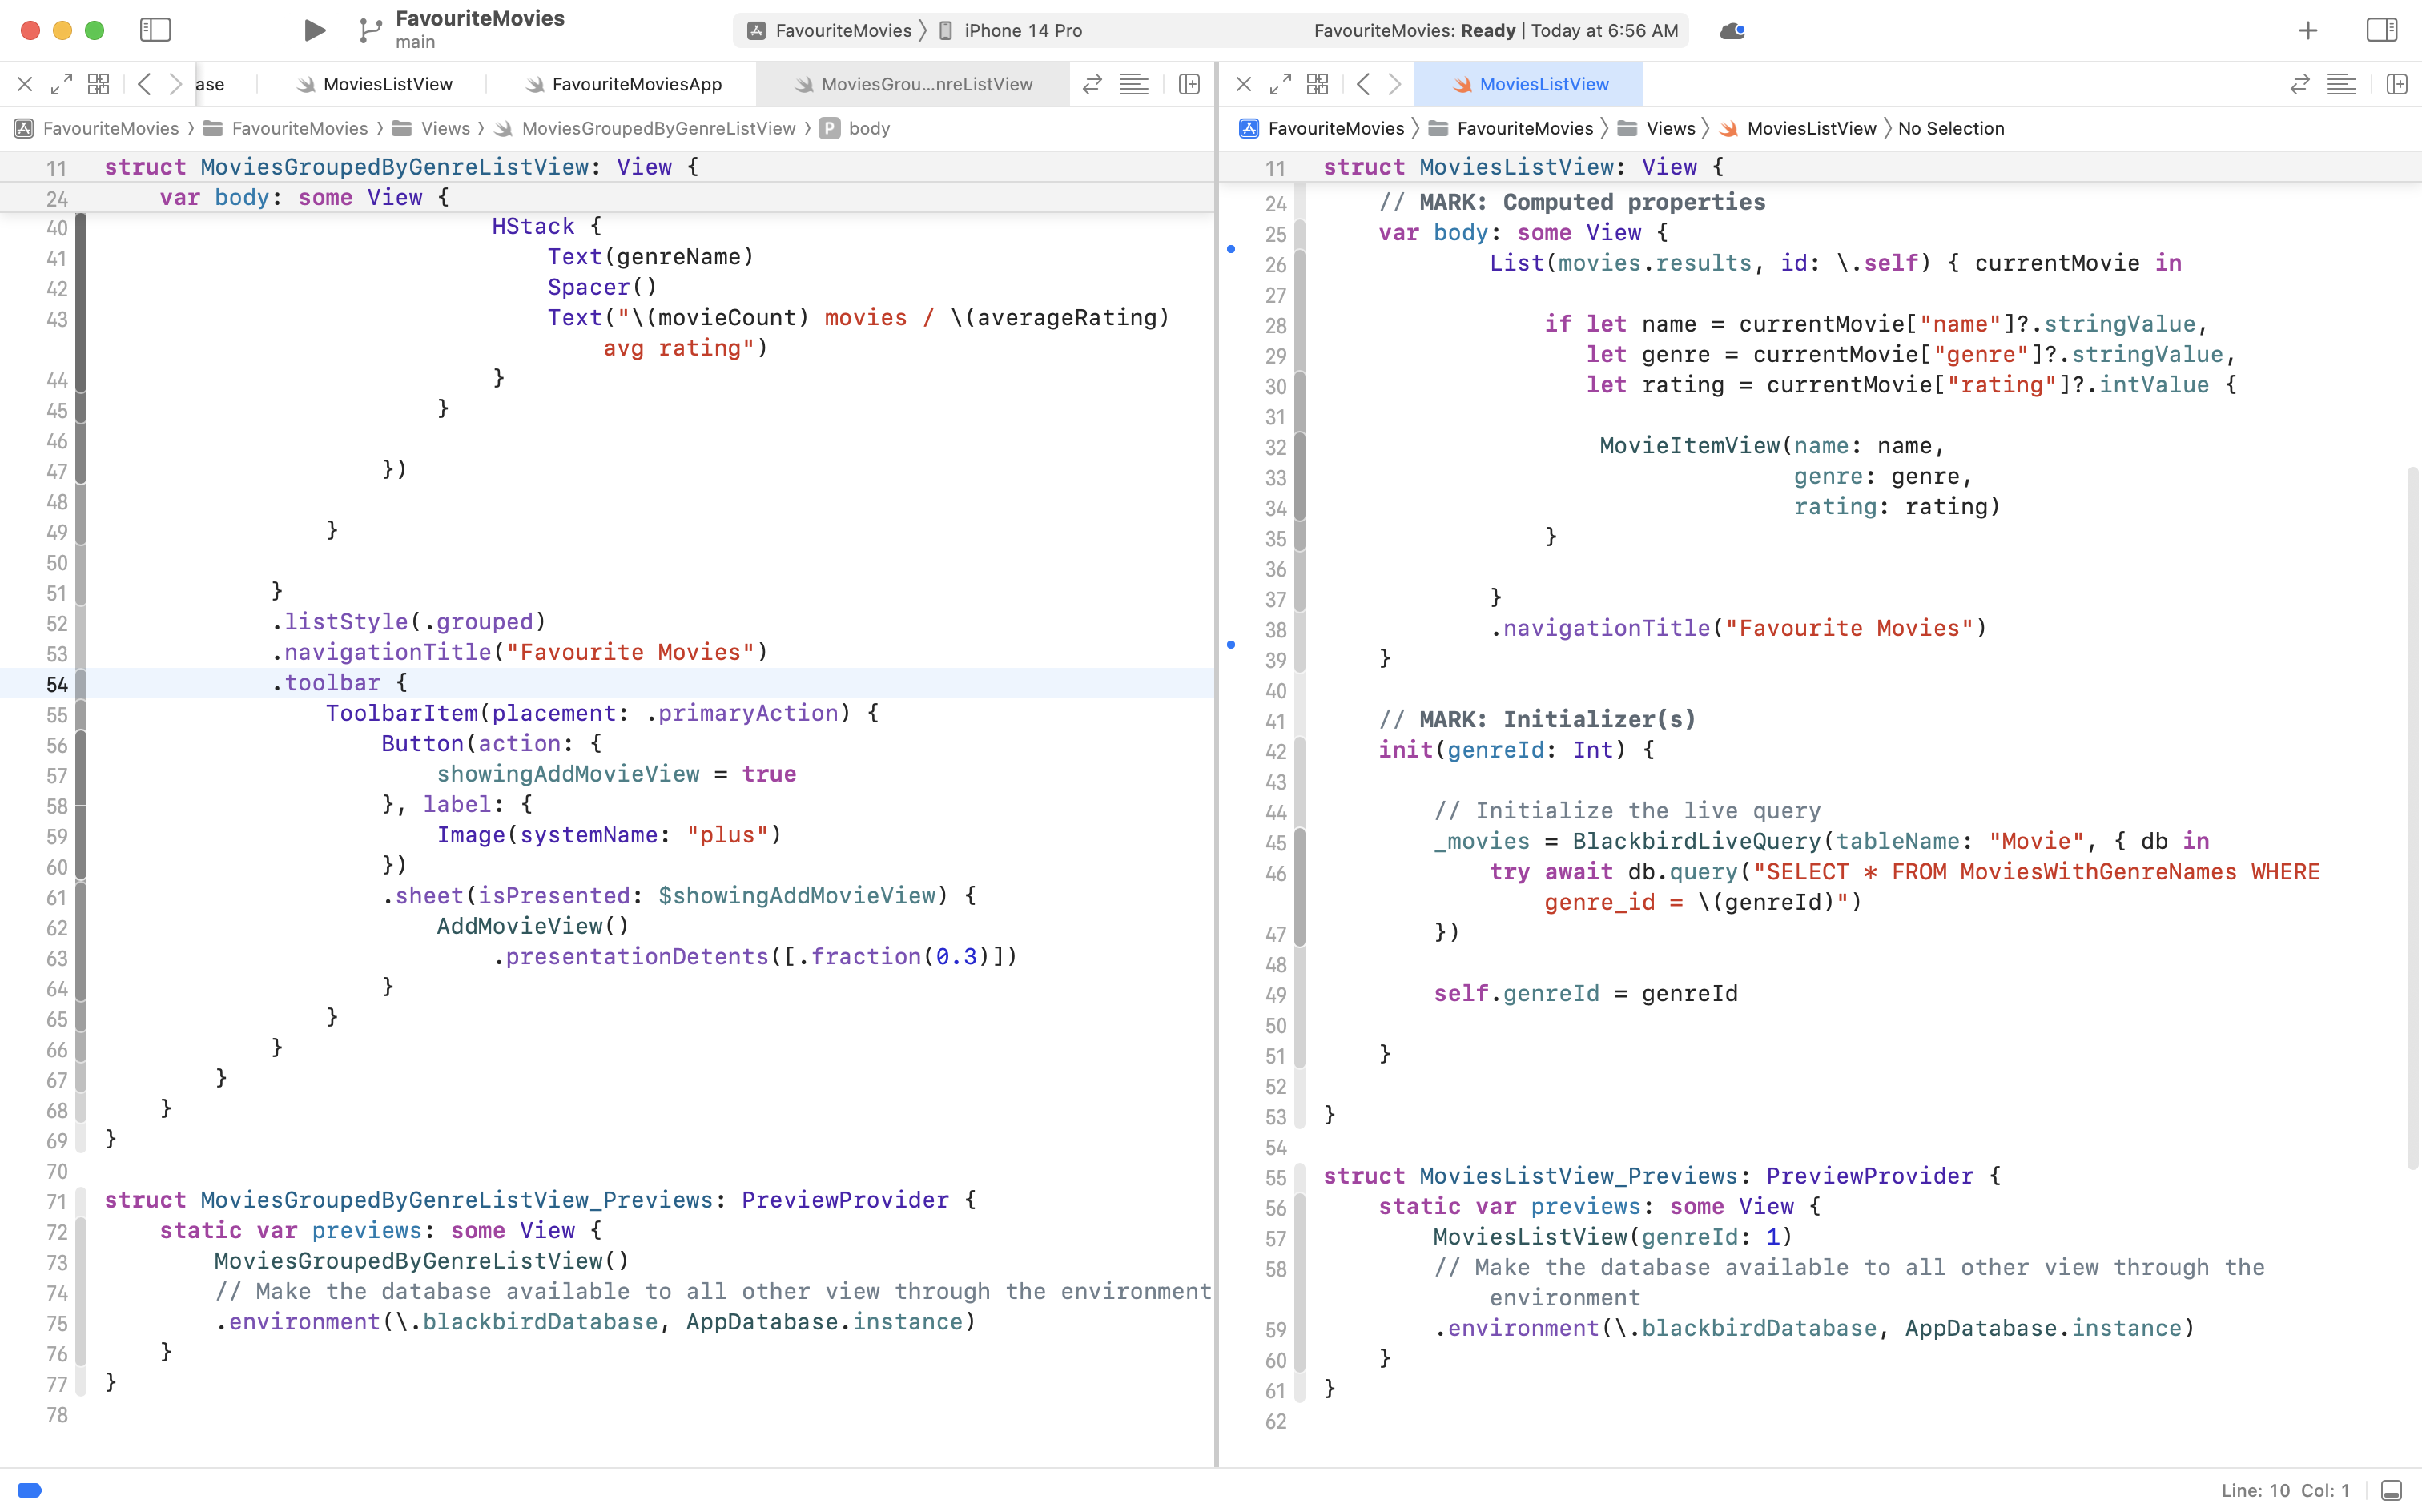 FavouriteMovies
main
FavouriteMovies
iPhone 14 Pro
FavouriteMovies: Ready | Today at 6:56 AM
ase
MoviesListView
FavouriteMoviesApp
MoviesGrou...nreListView
FavouriteMovies
FavouriteMovies
Views
MoviesGroupedByGenreListView
P
body
11 struct MoviesGroupedByGenreListView: View {
24 var body: some View {
40 HStack {
41 Text(genreName)
42 Spacer()
43 Text("\(movieCount) movies / \(averageRating)
avg rating")
44 }
45 }
46
47 })
48
49 }
50
51 }
52 .listStyle(.grouped)
53 .navigationTitle("Favourite Movies")
54 .toolbar {
55 ToolbarItem(placement: .primaryAction) {
56 Button(action: {
57 showingAddMovieView = true
58 }, label: {
59 Image(systemName: "plus")
60 })
61 .sheet(isPresented: $showingAddMovieView) {
62 AddMovieView()
63 .presentationDetents([.fraction(0.3)])
64 }
65 }
66 }
67 }
68 }
69 }
70
71 struct MoviesGroupedByGenreListView_Previews: PreviewProvider {
72 static var previews: some View {
73 MoviesGroupedByGenreListView()
74 // Make the database available to all other view through the environment
75 .environment(\.blackbirdDatabase, AppDatabase.instance)
76 }
77 }
78
MoviesListView
FavouriteMovies
FavouriteMovies
Views
MoviesListView
No Selection
11 struct MoviesListView: View {
24 // MARK: Computed properties
25 var body: some View {
26 List(movies.results, id: \.self) { currentMovie in
27
28 if let name = currentMovie["name"]?.stringValue,
29 let genre = currentMovie["genre"]?.stringValue,
30 let rating = currentMovie["rating"]?.intValue {
31
32 MovieItemView(name: name,
33 genre: genre,
34 rating: rating)
35 }
36
37 }
38 .navigationTitle("Favourite Movies")
39 }
40
41 // MARK: Initializer(s)
42 init(genreId: Int) {
43
44 // Initialize the live query
45 _movies = BlackbirdLiveQuery(tableName: "Movie", { db in
46 try await db.query("SELECT * FROM MoviesWithGenreNames WHERE
genre_id = \(genreId)")
47 })
48
49 self.genreId = genreId
50
51 }
52
53 }
54
55 struct MoviesListView_Previews: PreviewProvider {
56 static var previews: some View {
57 MoviesListView(genreId: 1)
58 // Make the database available to all other view through the
environment
59 .environment(\.blackbirdDatabase, AppDatabase.instance)
60 }
61 }
62
Line: 10 Col: 1